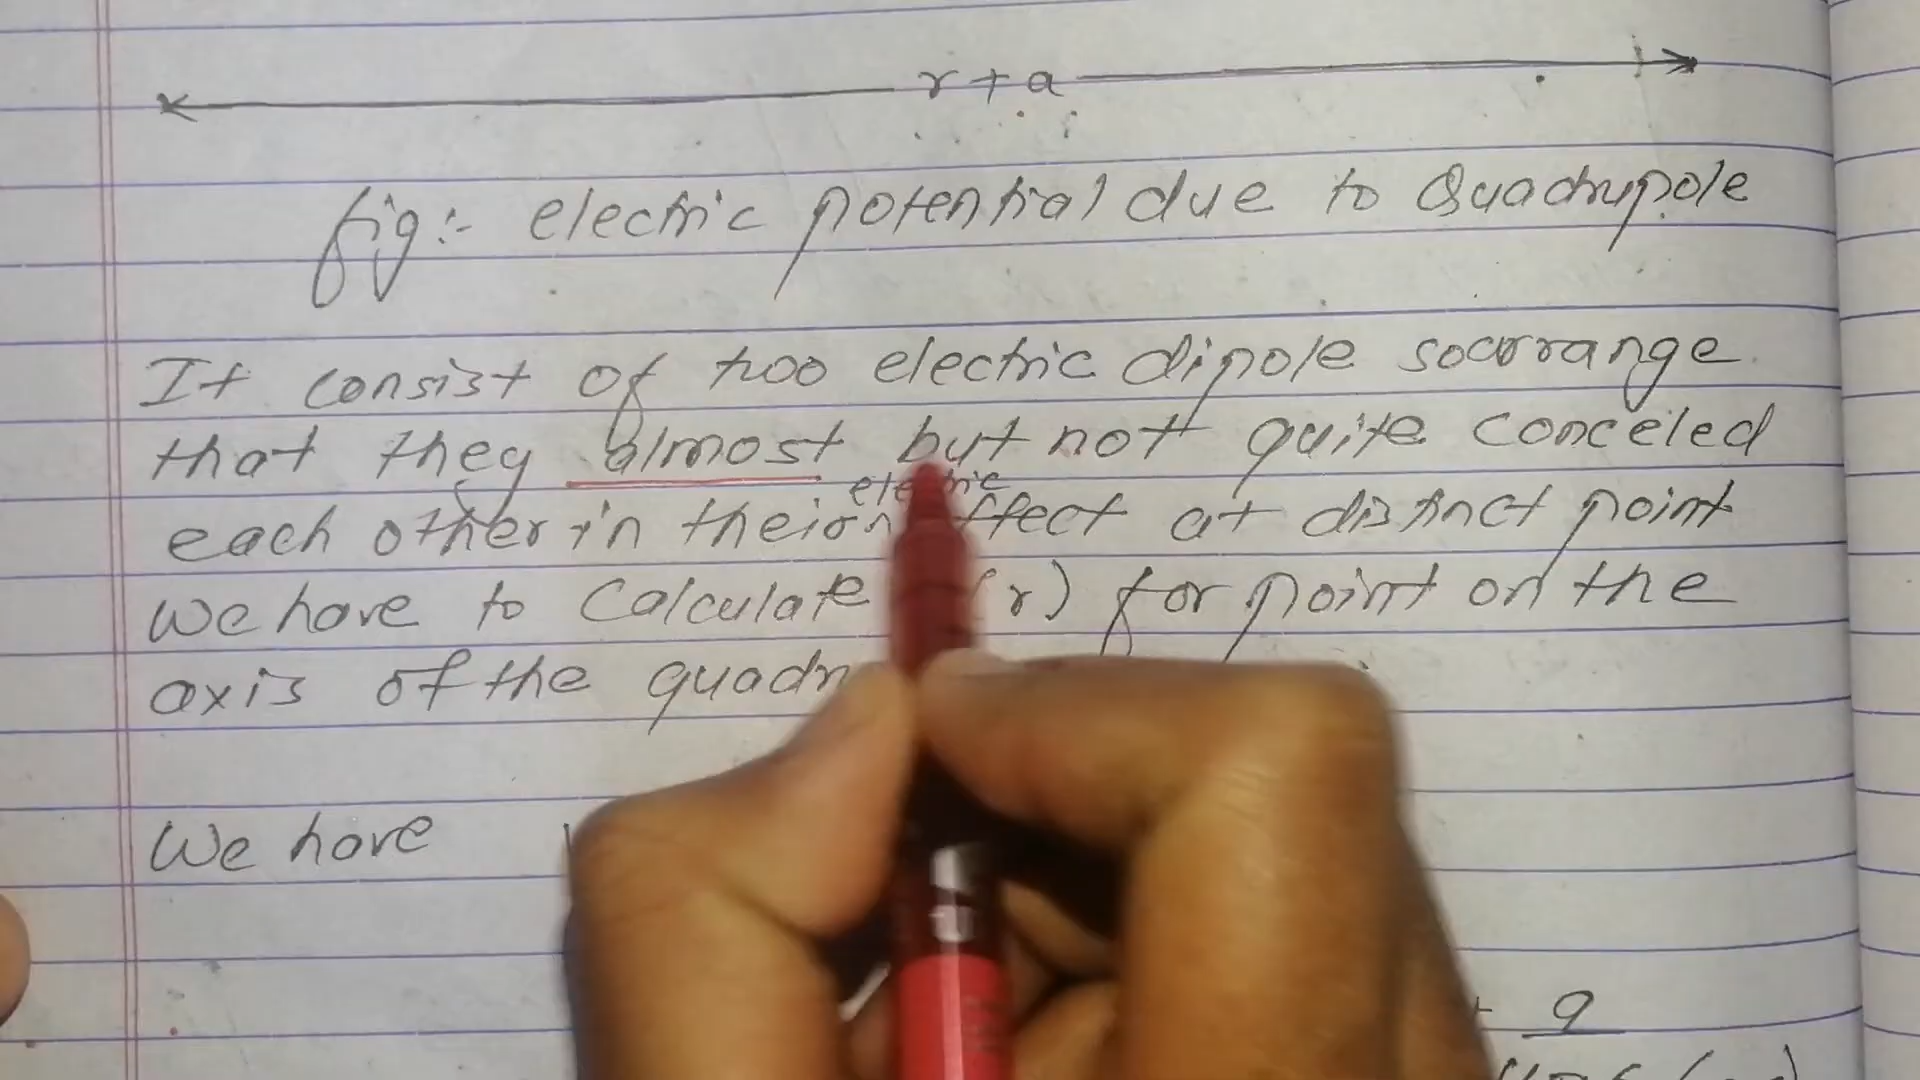 r + a
fig:- electric potential due to Quadrupole
It consist of two electric dipole so arrange
that they almost but not quite conceled
electric
each other in their effect at distinct point
We have to Calculate (r) for point on the
axis of the quadr
We have
q